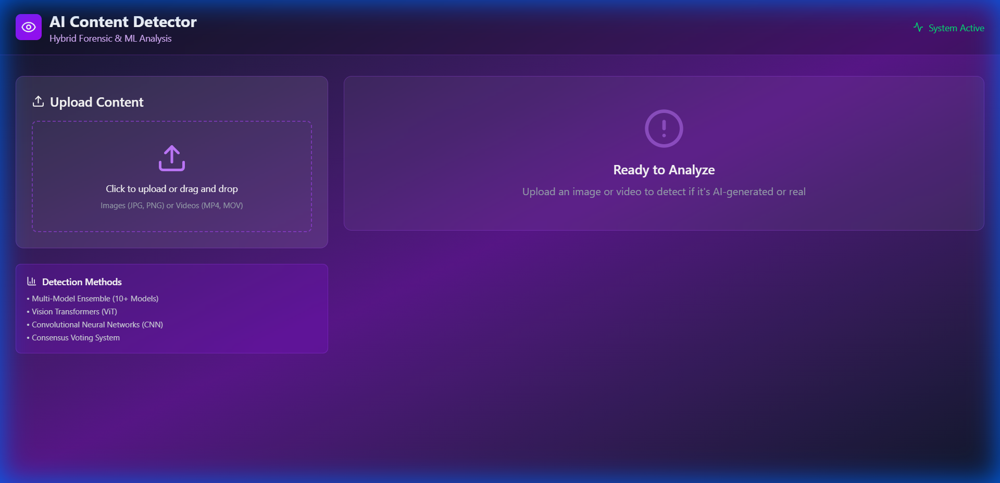 AI Content Detector
Hybrid Forensic & ML Analysis
System Active
Upload Content
Click to upload or drag and drop
Images (JPG, PNG) or Videos (MP4, MOV)
Ready to Analyze
Upload an image or video to detect if it's AI-generated or real
Detection Methods
• Multi-Model Ensemble (10+ Models)
• Vision Transformers (ViT)
• Convolutional Neural Networks (CNN)
• Consensus Voting System